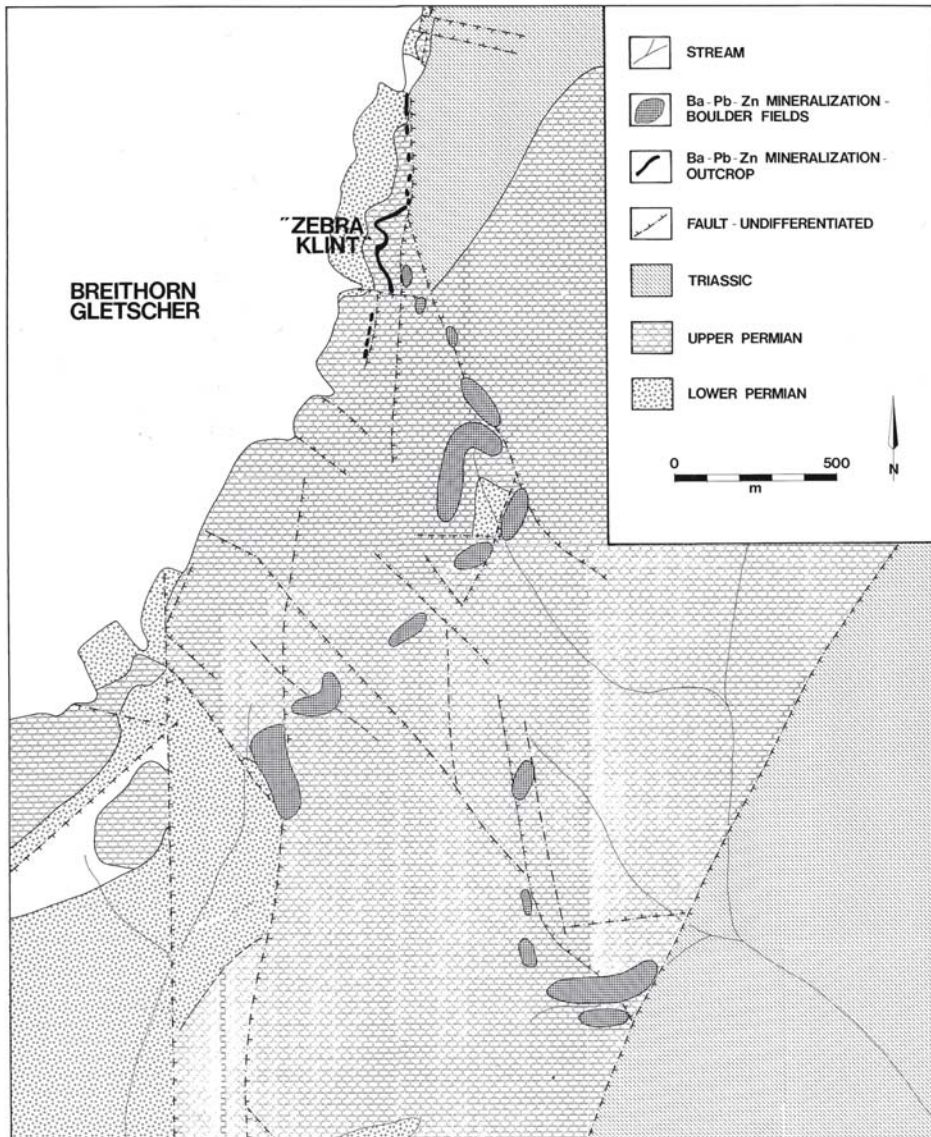 STREAM
Ba-Pb-Zn MINERALIZATION-
BOULDER FIELDS
Ba-Pb-Zn MINERALIZATION-
OUTCROP
FAULT-UNDIFFERENTIATED
TRIASSIC
UPPER PERMIAN
LOWER PERMIAN
0 500
m
N
"ZEBRA
KLINT"
BREITHORN
GLETSCHER